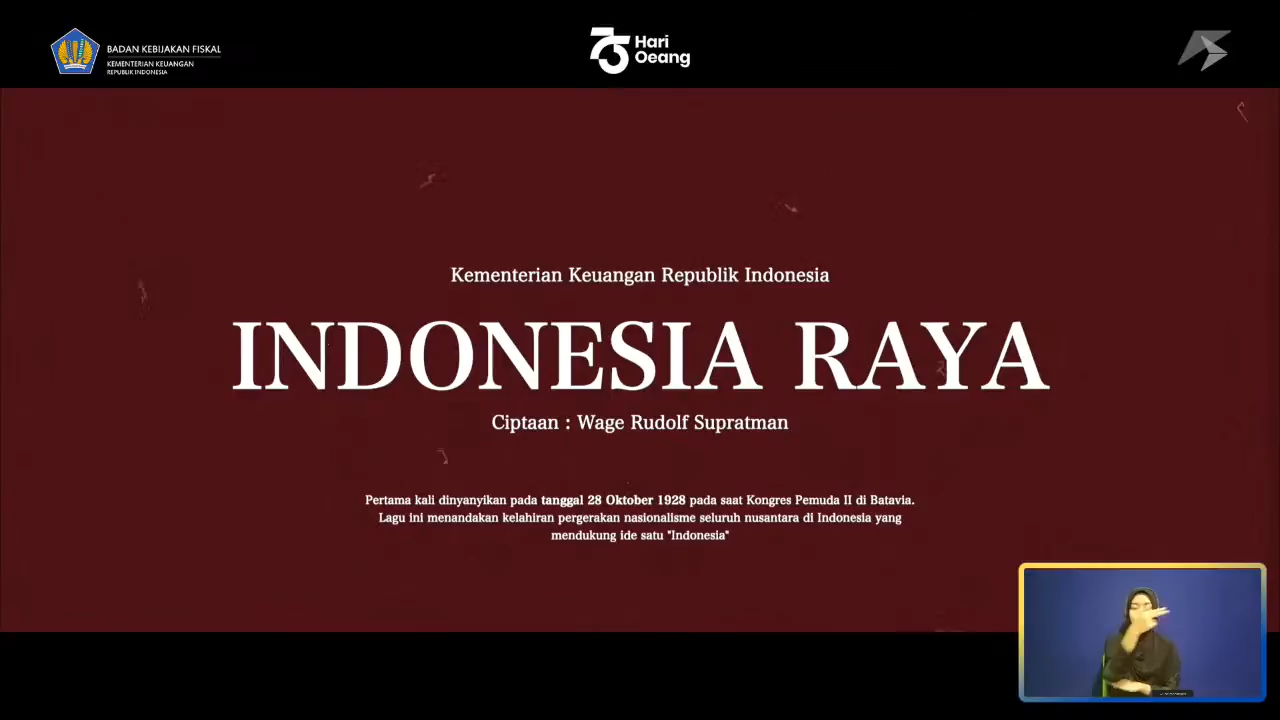 BADAN KEBIJAKAN FISKAL
KEMENTERIAN KEUANGAN
REPUBLIK INDONESIA
75 Hari
Oeang
Kementerian Keuangan Republik Indonesia
INDONESIA RAYA
Ciptaan : Wage Rudolf Supratman
Pertama kali dinyanyikan pada tanggal 28 Oktober 1928 pada saat Kongres Pemuda II di Batavia.
Lagu ini menandakan kelahiran pergerakan nasionalisme seluruh nusantara di Indonesia yang
mendukung ide satu "Indonesia"